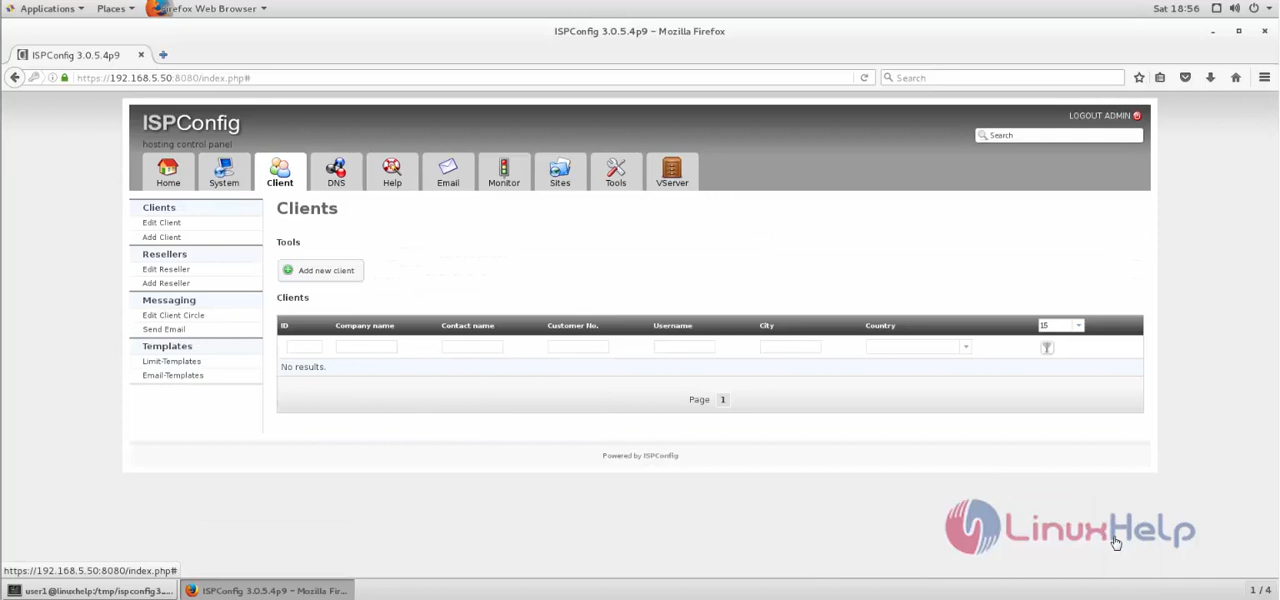 Applications Places Firefox Web Browser Sat 18:56
ISPConfig 3.0.5.4p9 – Mozilla Firefox
ISPConfig 3.0.5.4p9
https://192.168.5.50:8080/index.php# Search
ISPConfig
hosting control panel
LOGOUT ADMIN
Search
Home System Client DNS Help Email Monitor Sites Tools VServer
Clients
Edit Client
Add Client
Resellers
Edit Reseller
Add Reseller
Messaging
Edit Client Circle
Send Email
Templates
Limit-Templates
Email-Templates
Clients
Tools
Add new client
Clients
ID Company name Contact name Customer No. Username City Country 15
No results.
Page 1
Powered by ISPConfig
LinuxHelp
https://192.168.5.50:8080/index.php#
user1@linuxhelp:/tmp/ispconfig3... ISPConfig 3.0.5.4p9 – Mozilla Fir... 1 / 4